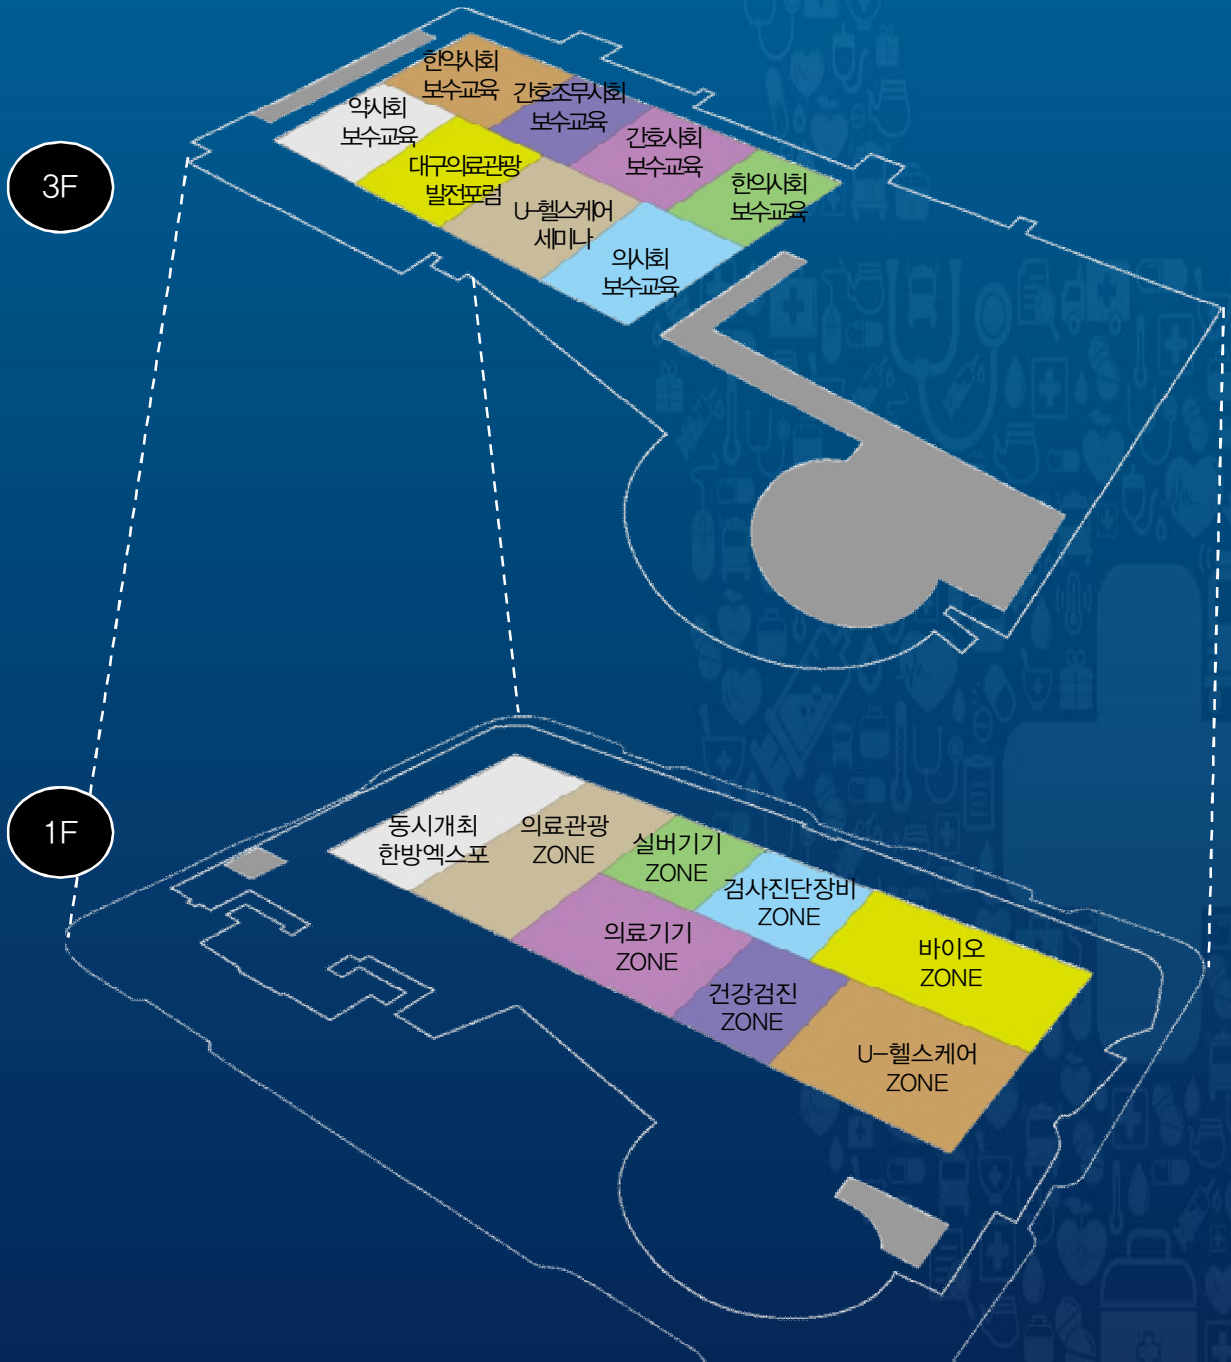 3F
한약사회
보수교육
간호조무사회
보수교육
약사회
보수교육
간호사회
보수교육
대구의료관광
발전포럼
한의사회
보수교육
U-헬스케어
세미나
의사회
보수교육
1F
동시개최
한방엑스포
의료관광
ZONE
실버기기
ZONE
검사진단장비
ZONE
의료기기
ZONE
바이오
ZONE
건강검진
ZONE
U-헬스케어
ZONE